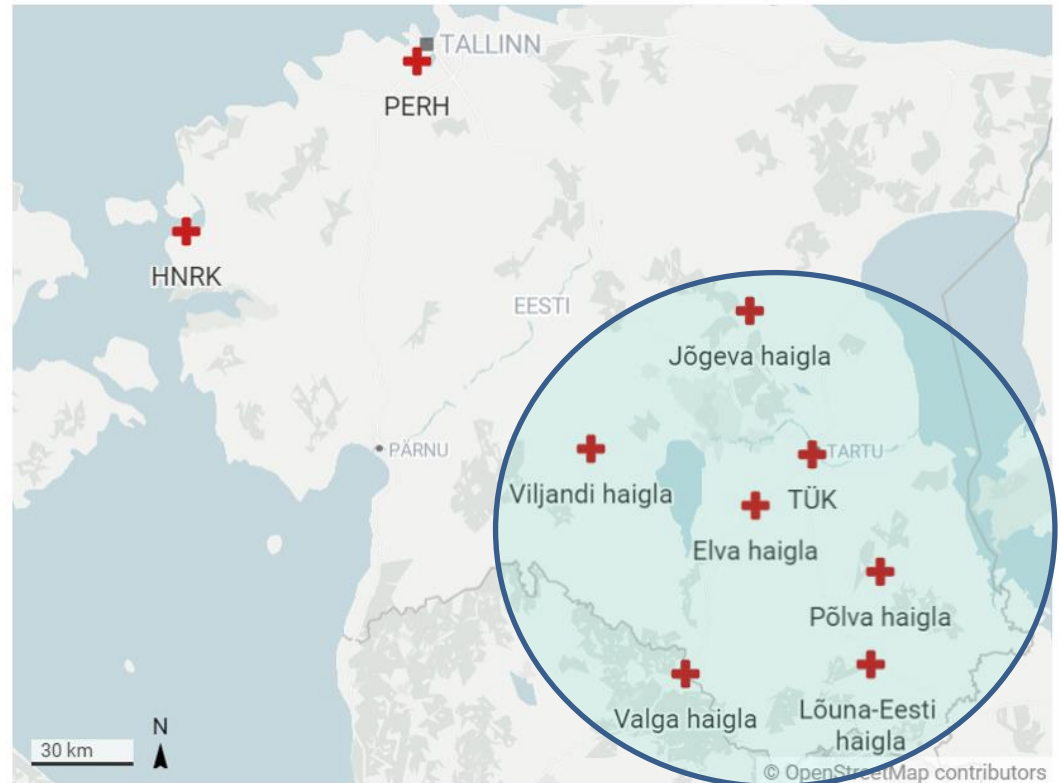 TALLINN
PERH
HNRK
EESTI
Jõgeva haigla
PÄRNU
TARTU
Viljandi haigla
TÜK
Elva haigla
Põlva haigla
Valga haigla
Lõuna-Eesti
haigla
N
30 km
© OpenStreetMap contributors